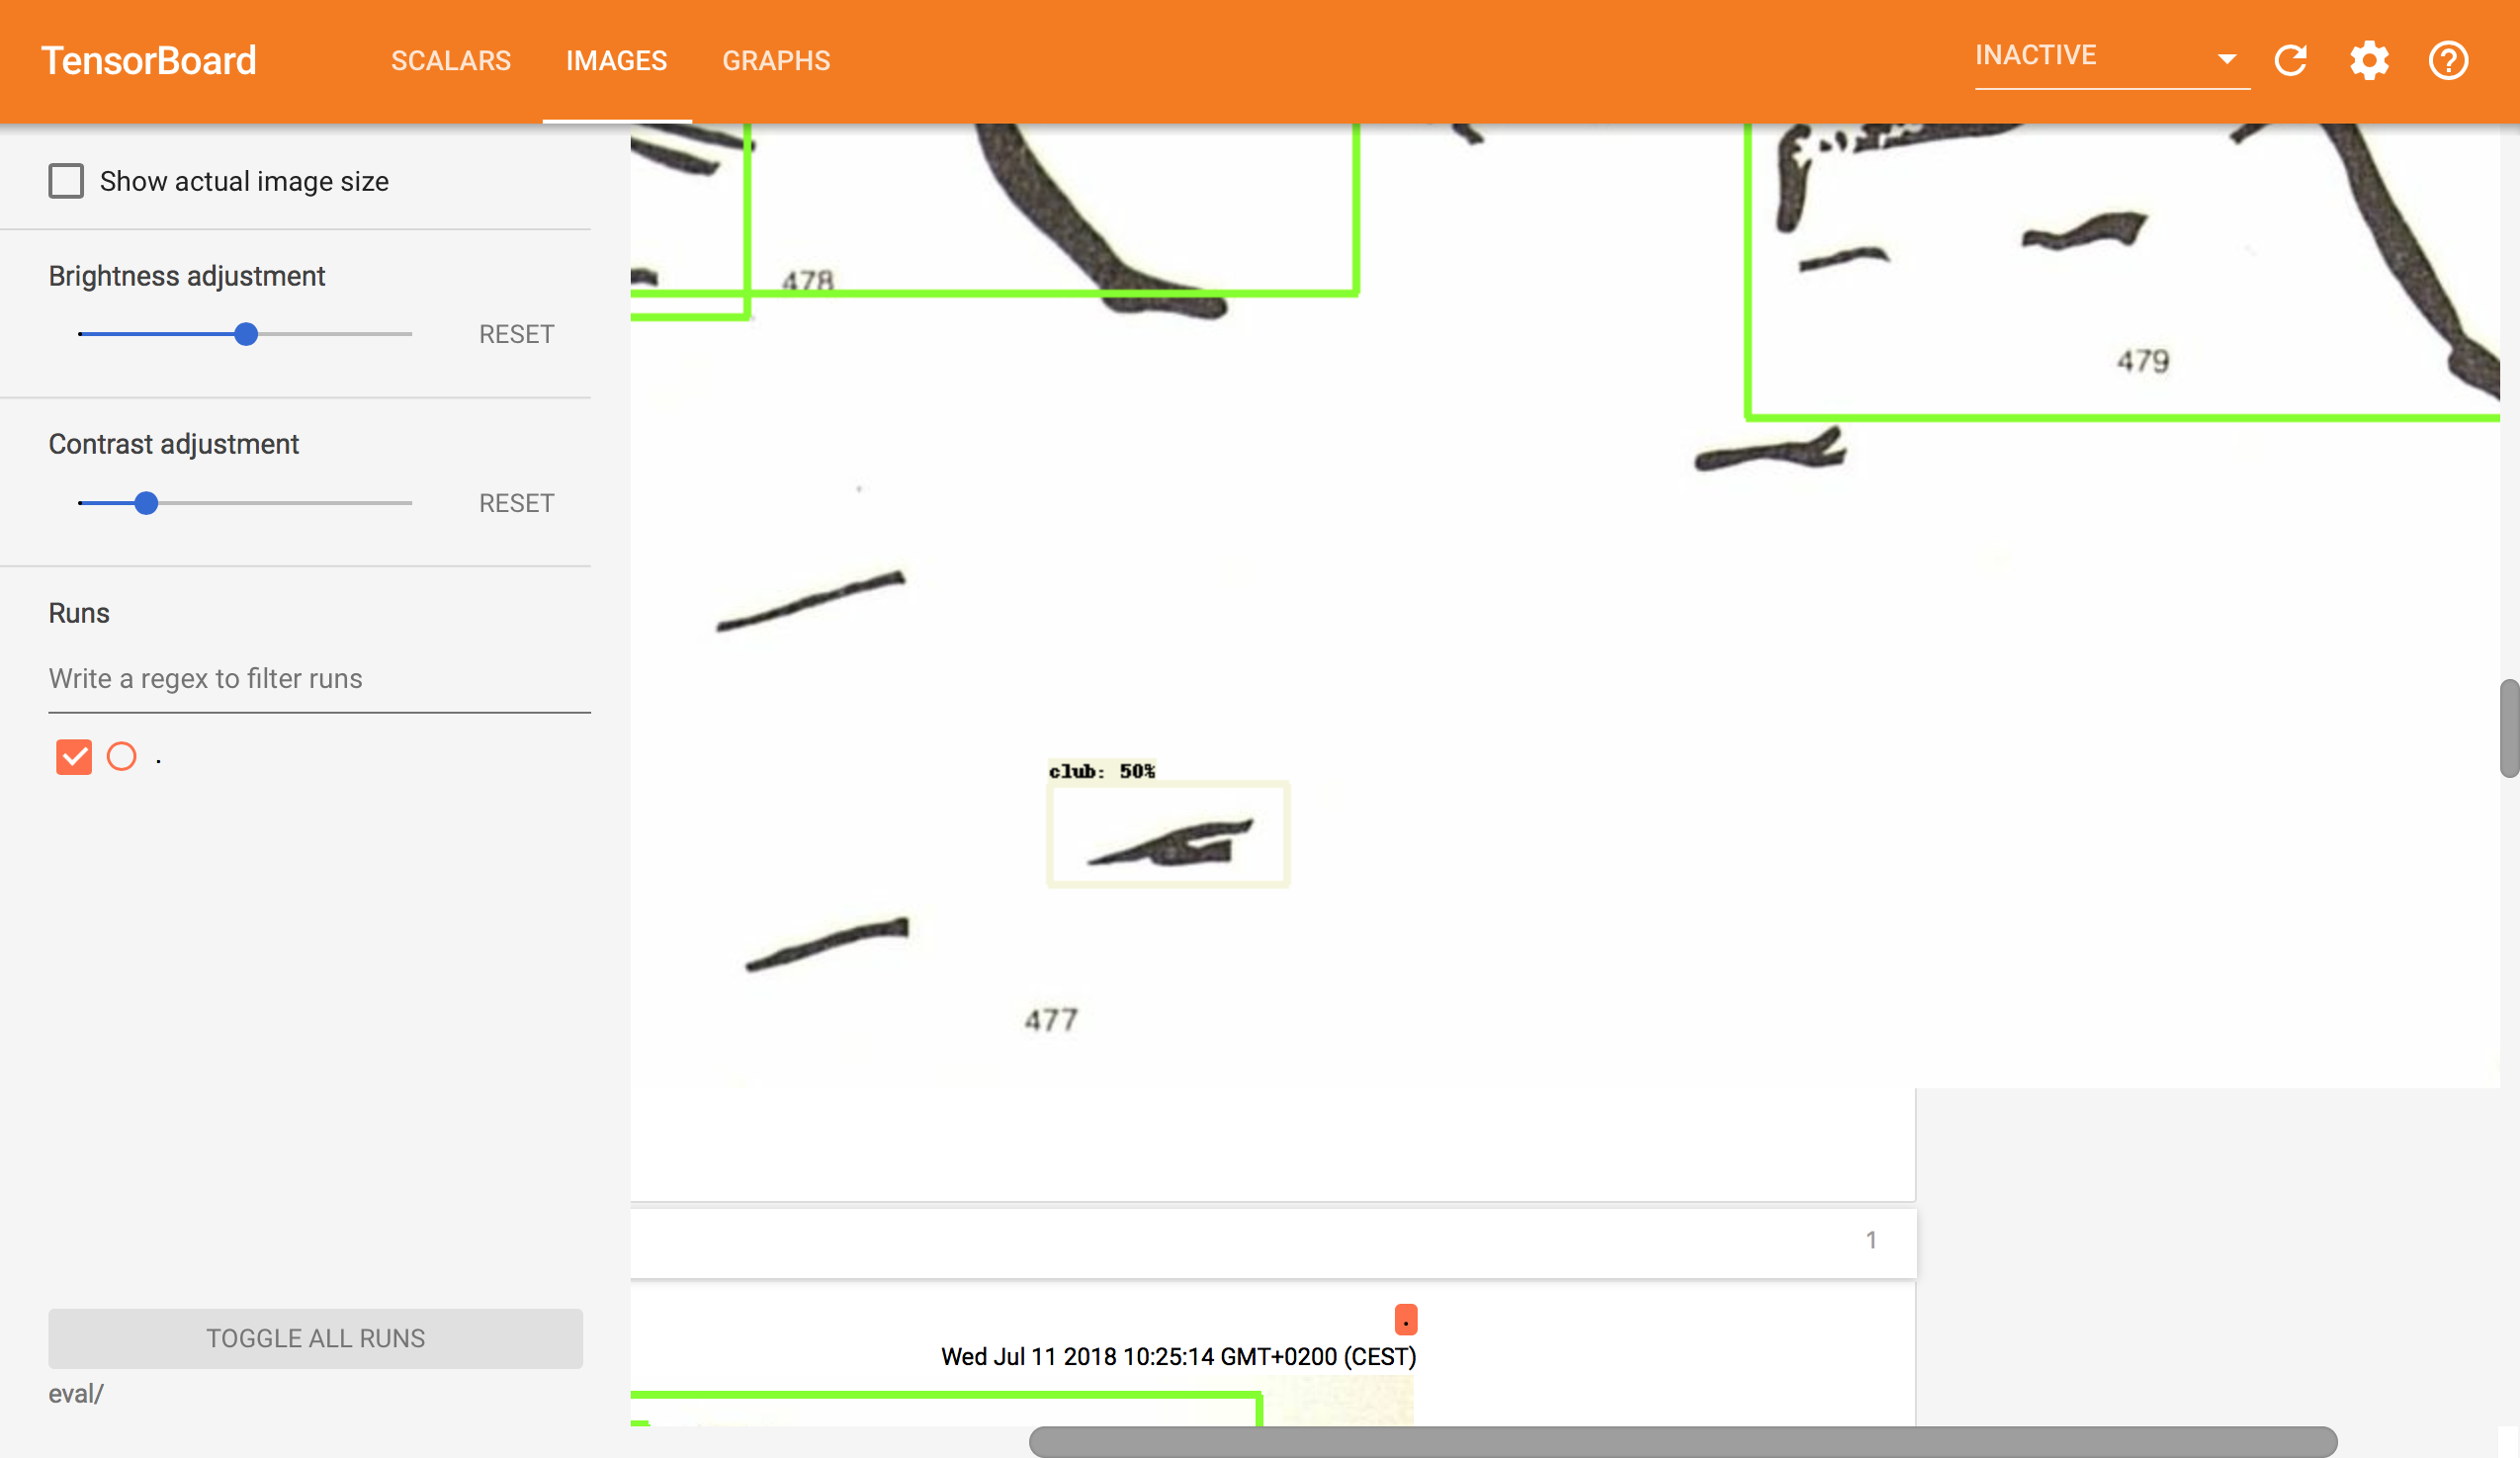 TensorBoard
SCALARS IMAGES GRAPHS
INACTIVE
Show actual image size
Brightness adjustment
RESET
Contrast adjustment
RESET
Runs
Write a regex to filter runs
.
TOGGLE ALL RUNS
eval/
478
479
club: 50%
477
1
.
Wed Jul 11 2018 10:25:14 GMT+0200 (CEST)